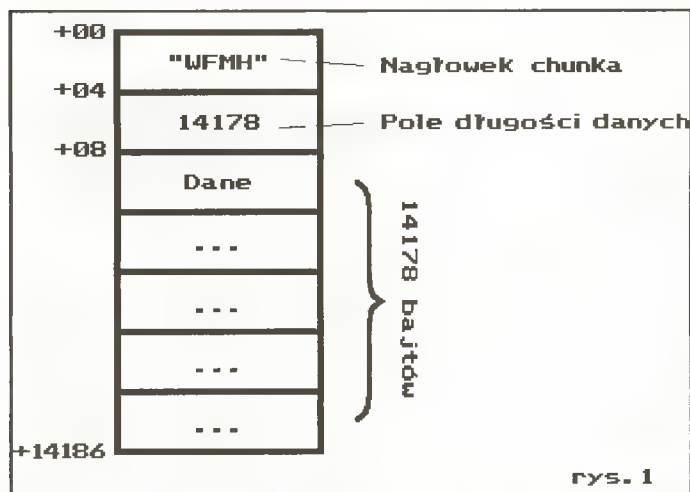 +00
"WFMH" Nagłowek chunka
+04
14178 Pole długości danych
+08
Dane
...
...
...
...
14178 bajtów
+14186
rys.1